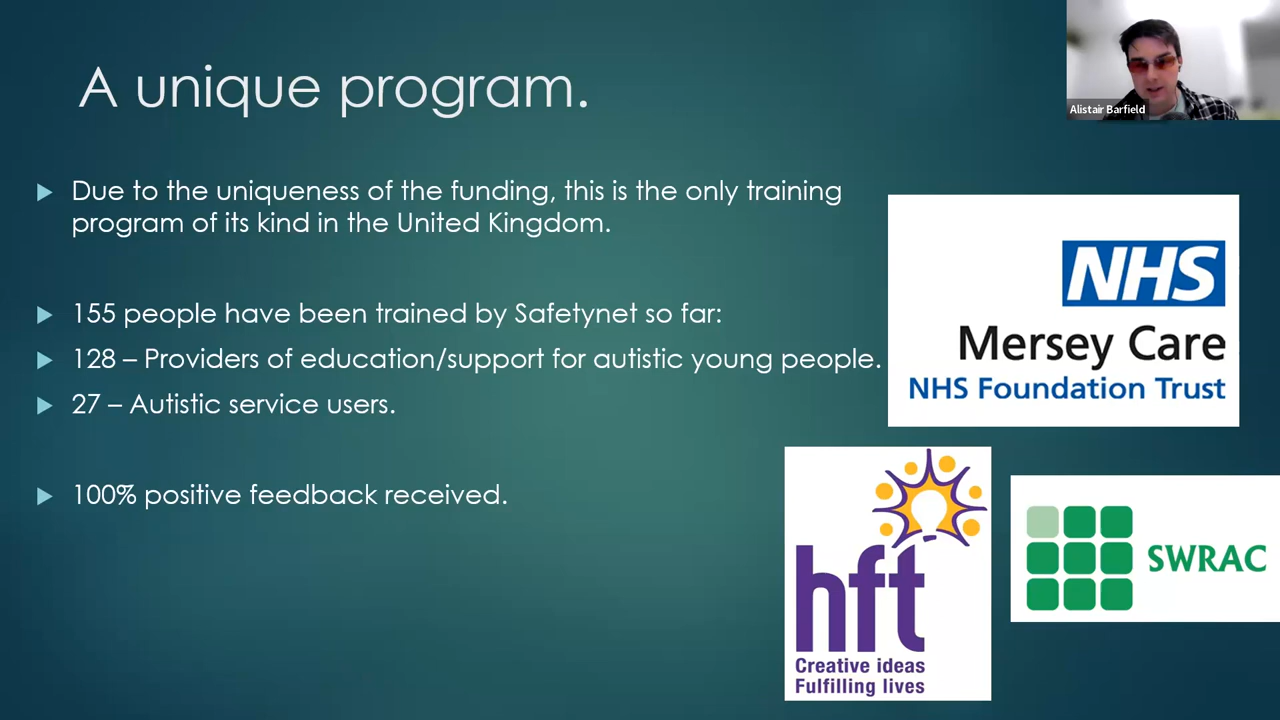 A unique program.
Alistair Barfield
Due to the uniqueness of the funding, this is the only training
program of its kind in the United Kingdom.
155 people have been trained by Safetynet so far:
128 – Providers of education/support for autistic young people.
27 – Autistic service users.
100% positive feedback received.
NHS
Mersey Care
NHS Foundation Trust
hft
Creative ideas
Fulfilling lives
SWRAC